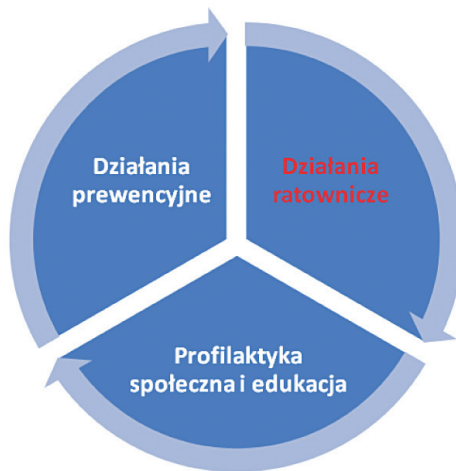 Działania
prewencyjne
Działania
ratownicze
Profilaktyka
społeczna i edukacja